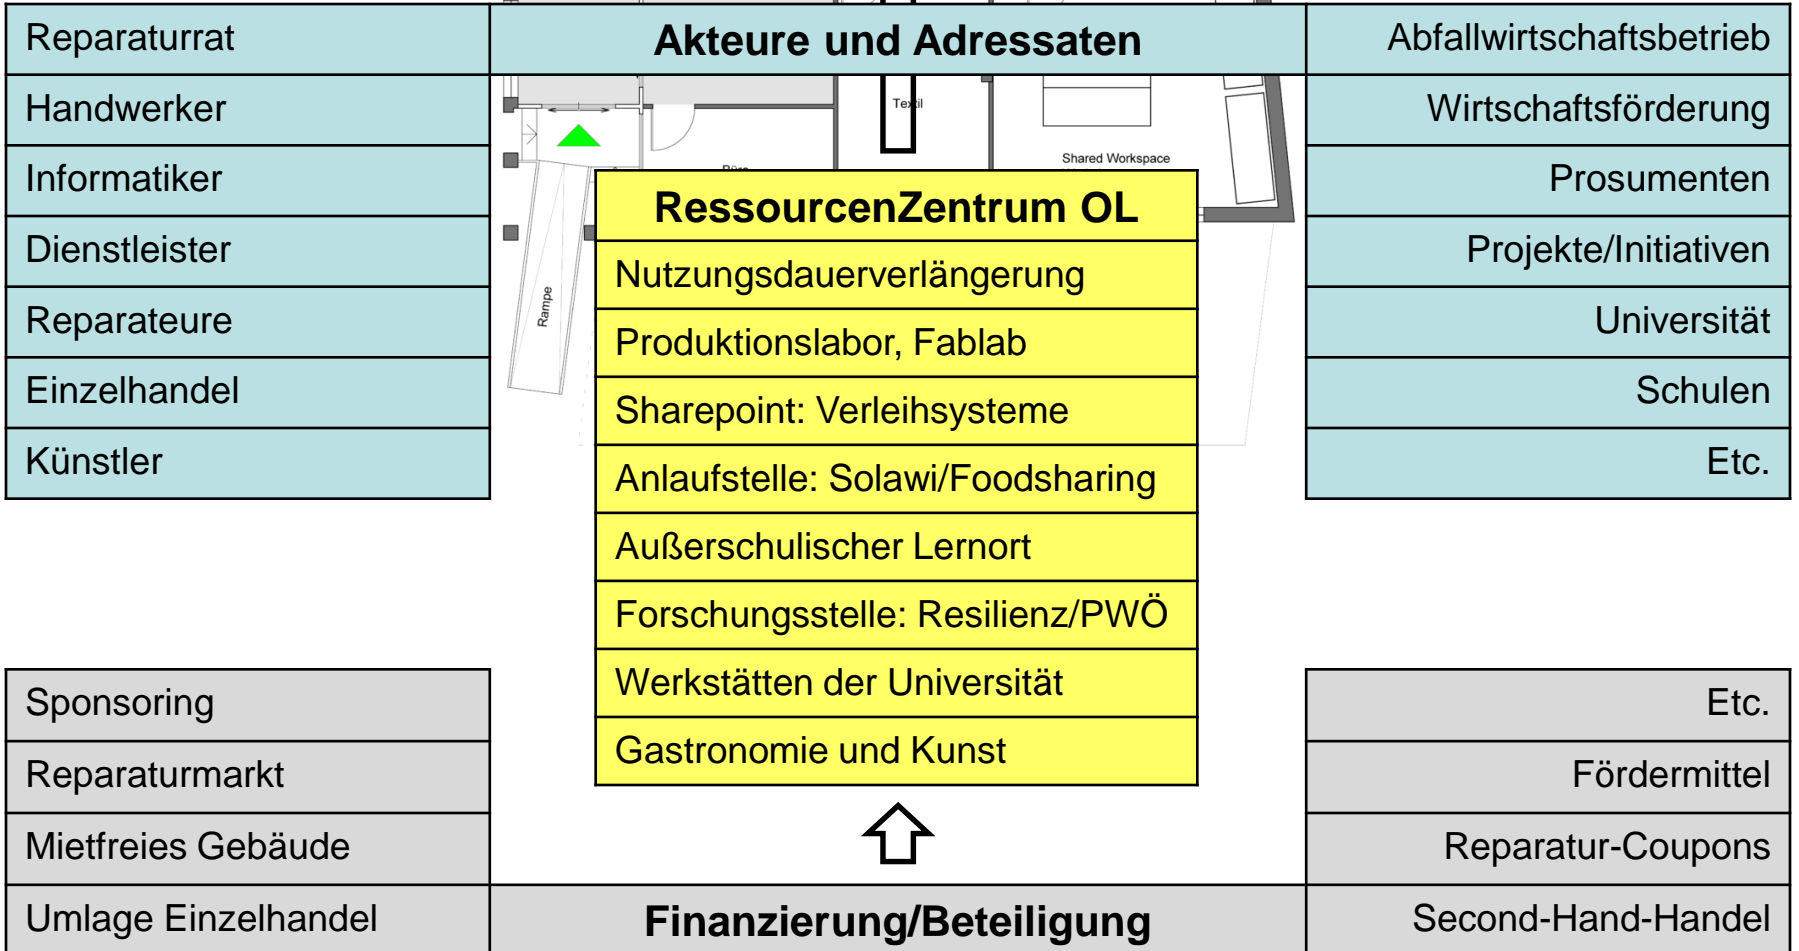 Reparaturrat
Akteure und Adressaten
Abfallwirtschaftsbetrieb
Handwerker
Textil
Wirtschaftsförderung
Informatiker
Shared Workspace
Prosumenten
RessourcenZentrum OL
Dienstleister
Projekte/Initiativen
Nutzungsdauerverlängerung
Rampe
Reparateure
Universität
Produktionslabor, Fablab
Einzelhandel
Schulen
Sharepoint: Verleihsysteme
Künstler
Etc.
Anlaufstelle: Solawi/Foodsharing
Außerschulischer Lernort
Forschungsstelle: Resilienz/PWÖ
Werkstätten der Universität
Sponsoring
Etc.
Gastronomie und Kunst
Reparaturmarkt
Fördermittel
Mietfreies Gebäude
Reparatur-Coupons
Umlage Einzelhandel
Finanzierung/Beteiligung
Second-Hand-Handel